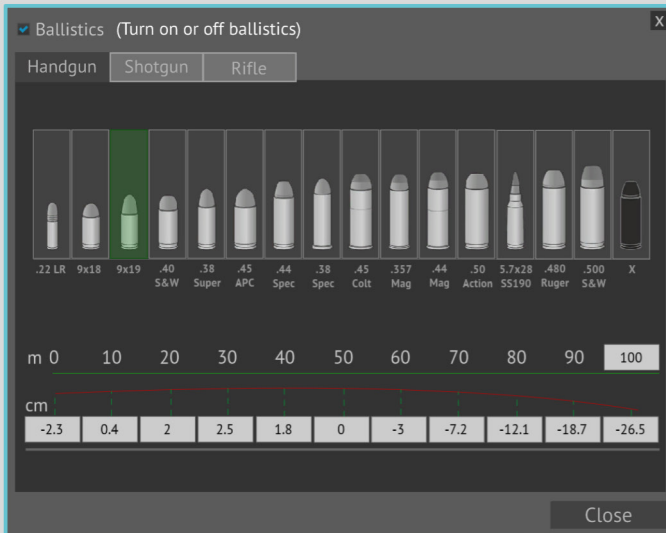 Ballistics (Turn on or off ballistics)
X
Handgun Shotgun Rifle
.22 LR 9x18 9x19 .40 S&W .38 Super .45 APC .44 Spec .38 Spec .45 Colt .357 Mag .44 Mag .50 Action 5.7x28 SS190 .480 Ruger .500 S&W X
m 0 10 20 30 40 50 60 70 80 90 100
cm
-2.3 0.4 2 2.5 1.8 0 -3 -7.2 -12.1 -18.7 -26.5
Close